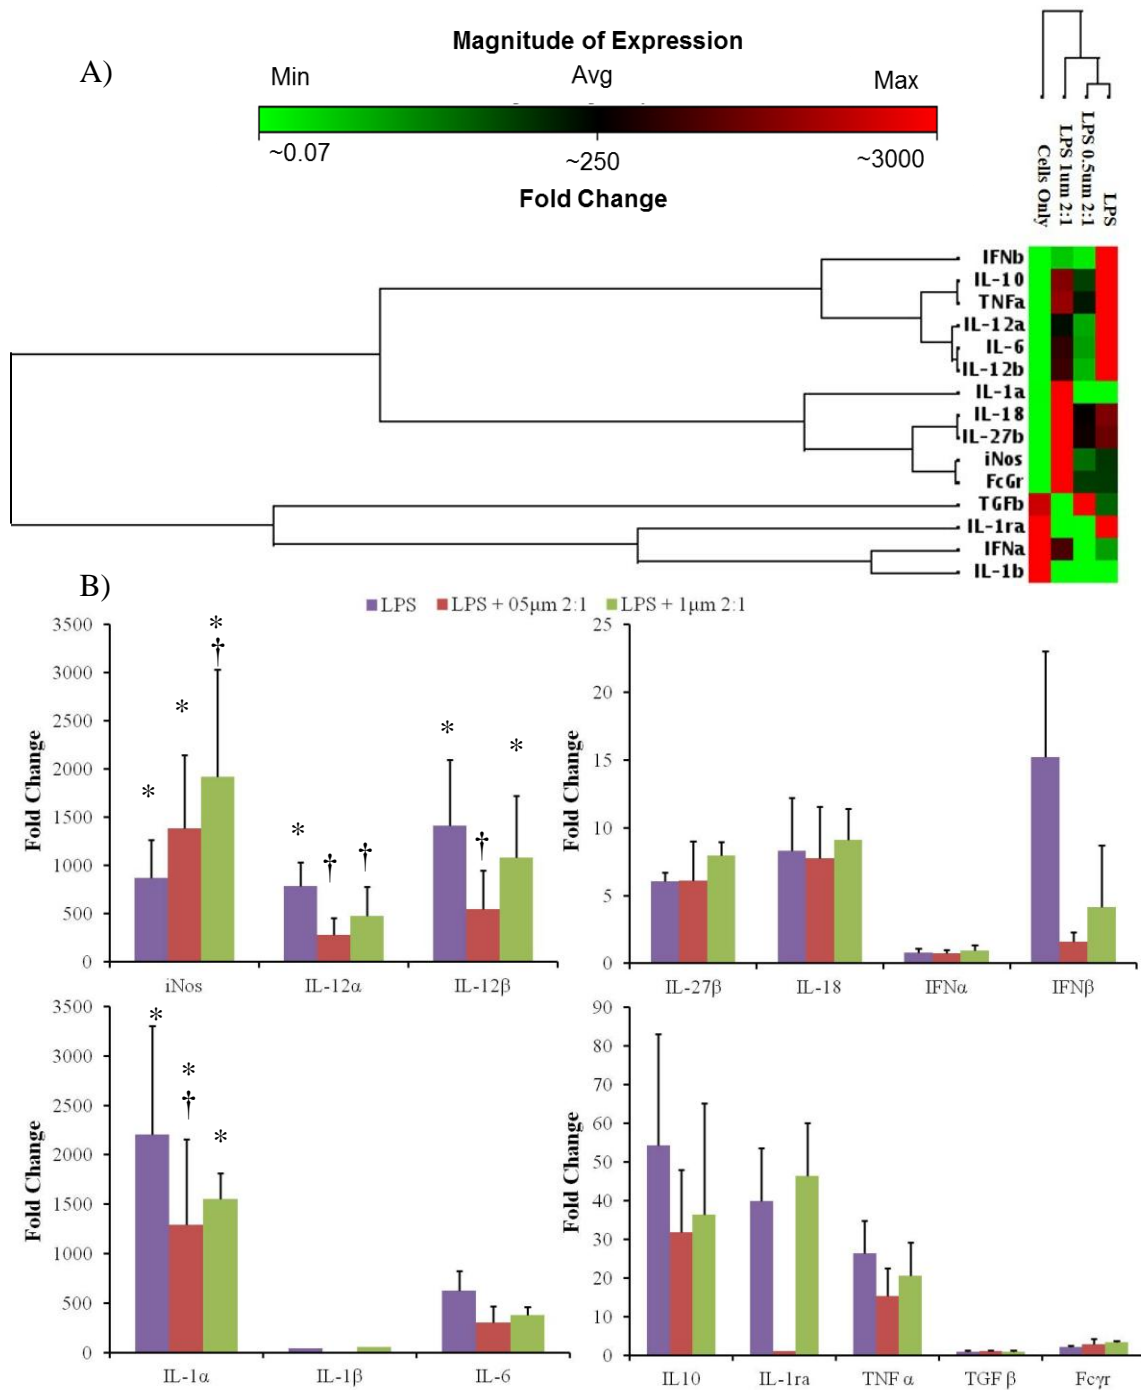 A)
Magnitude of Expression
Min Avg Max
~0.07 ~250 ~3000
Fold Change
Cells Only
LPS 1um 2:1
LPS 0.5um 2:1
LPS
IFNb
IL-10
TNFa
IL-12a
IL-6
IL-12b
IL-1a
IL-18
IL-27b
iNos
FcGr
TGFb
IL-1ra
IFNa
IL-1b
B)
LPS LPS + 05µm 2:1 LPS + 1µm 2:1
Fold Change
3500
3000
2500
2000
1500
1000
500
0
* * * † * † † * † *
iNos IL-12α IL-12β
Fold Change
25
20
15
10
5
0
IL-27β IL-18 IFNα IFNβ
Fold Change
3500
3000
2500
2000
1500
1000
500
0
* * † *
IL-1α IL-1β IL-6
Fold Change
90
80
70
60
50
40
30
20
10
0
IL10 IL-1ra TNF α TGF β Fcγr